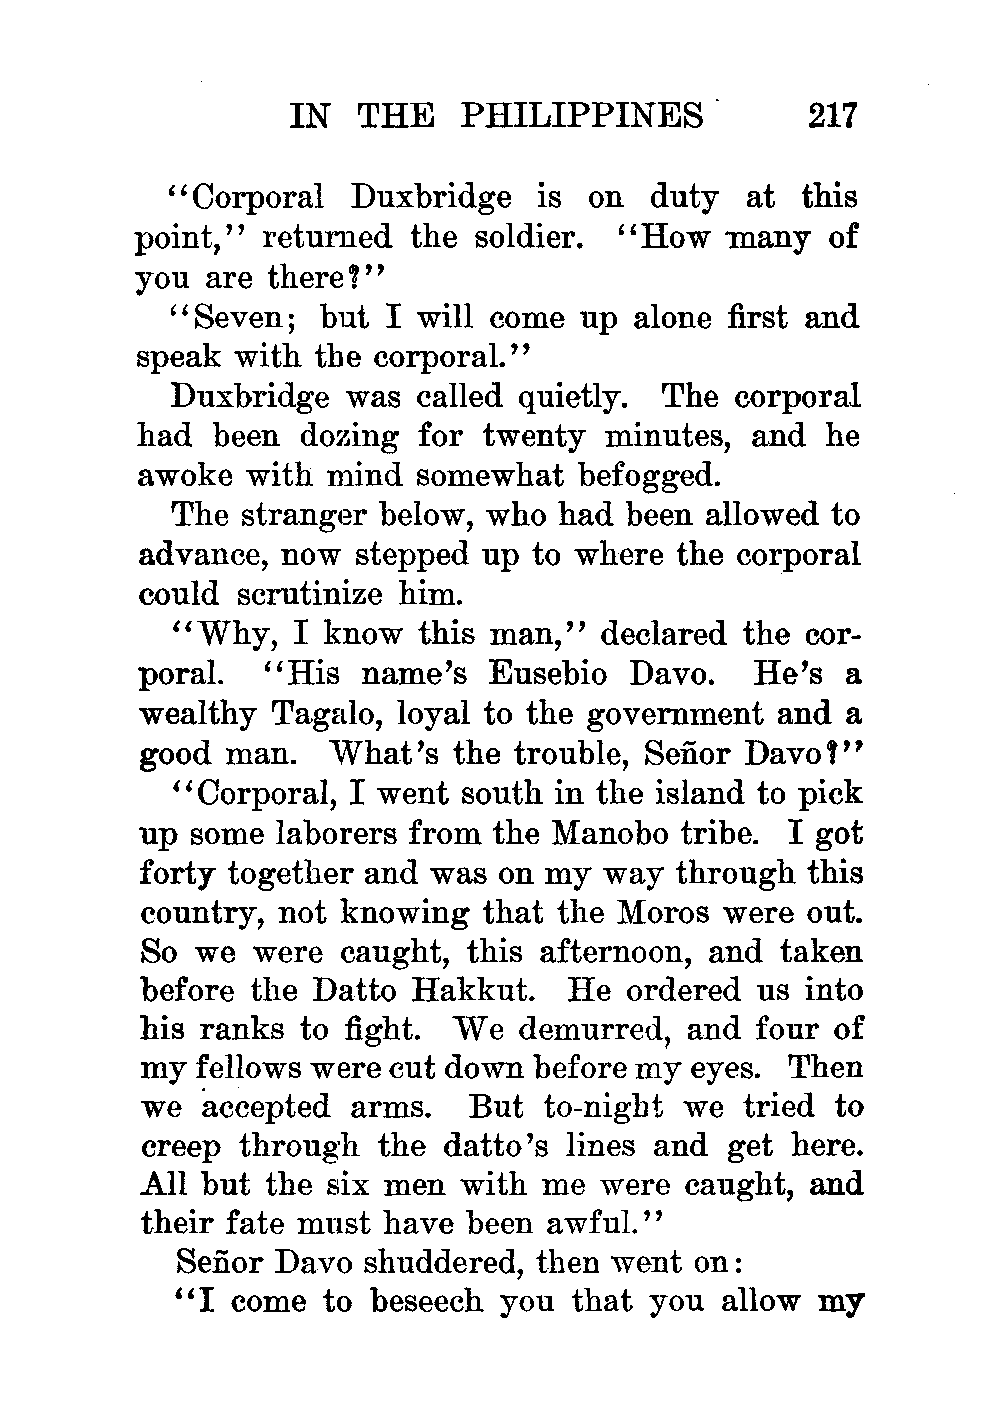 IN THE PHILIPPINES 217
“Corporal Duxbridge is on duty at this
point,” returned the soldier. “How many of
you are there?”
“Seven; but I will come up alone first and
speak with the corporal.”
Duxbridge was called quietly. The corporal
had been dozing for twenty minutes, and he
awoke with mind somewhat befogged.
The stranger below, who had been allowed to
advance, now stepped up to where the corporal
could scrutinize him.
“Why, I know this man,” declared the cor-
poral. “His name’s Eusebio Davo. He’s a
wealthy Tagalo, loyal to the government and a
good man. What’s the trouble, Señor Davo?”
“Corporal, I went south in the island to pick
up some laborers from the Manobo tribe. I got
forty together and was on my way through this
country, not knowing that the Moros were out.
So we were caught, this afternoon, and taken
before the Datto Hakkut. He ordered us into
his ranks to fight. We demurred, and four of
my fellows were cut down before my eyes. Then
we accepted arms. But to-night we tried to
creep through the datto’s lines and get here.
All but the six men with me were caught, and
their fate must have been awful.”
Señor Davo shuddered, then went on:
“I come to beseech you that you allow my